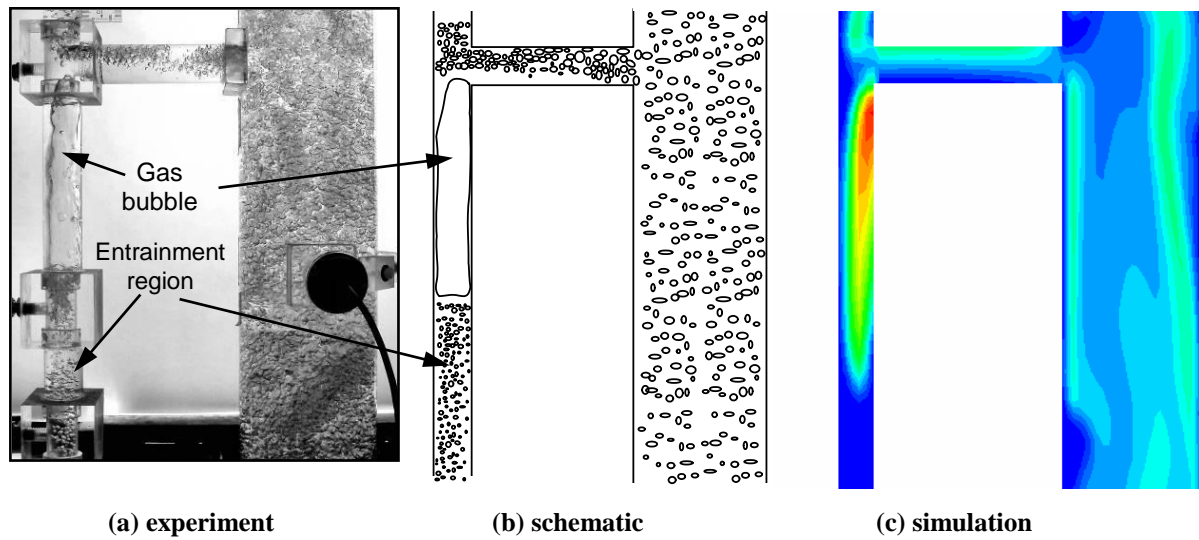 Gas
bubble
Entrainment
region
(a) experiment
(b) schematic
(c) simulation